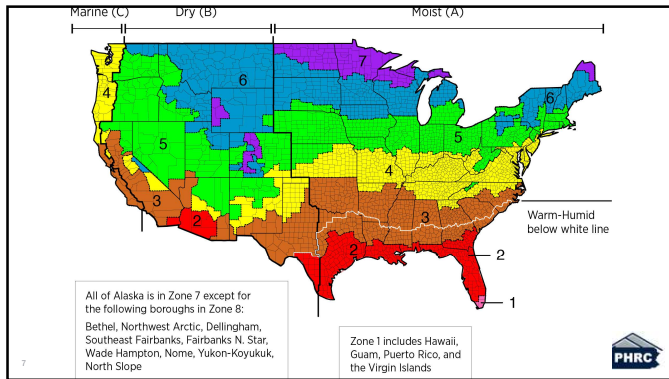 Marine (C) Dry (B) Moist (A)
7
6
6
4
5
5
4
3
3
2
2
Warm-Humid
below white line
2
1
All of Alaska is in Zone 7 except for
the following boroughs in Zone 8:
Bethel, Northwest Arctic, Dellingham,
Southeast Fairbanks, Fairbanks N. Star,
Wade Hampton, Nome, Yukon-Koyukuk,
North Slope
Zone 1 includes Hawaii,
Guam, Puerto Rico, and
the Virgin Islands
7
PHRC